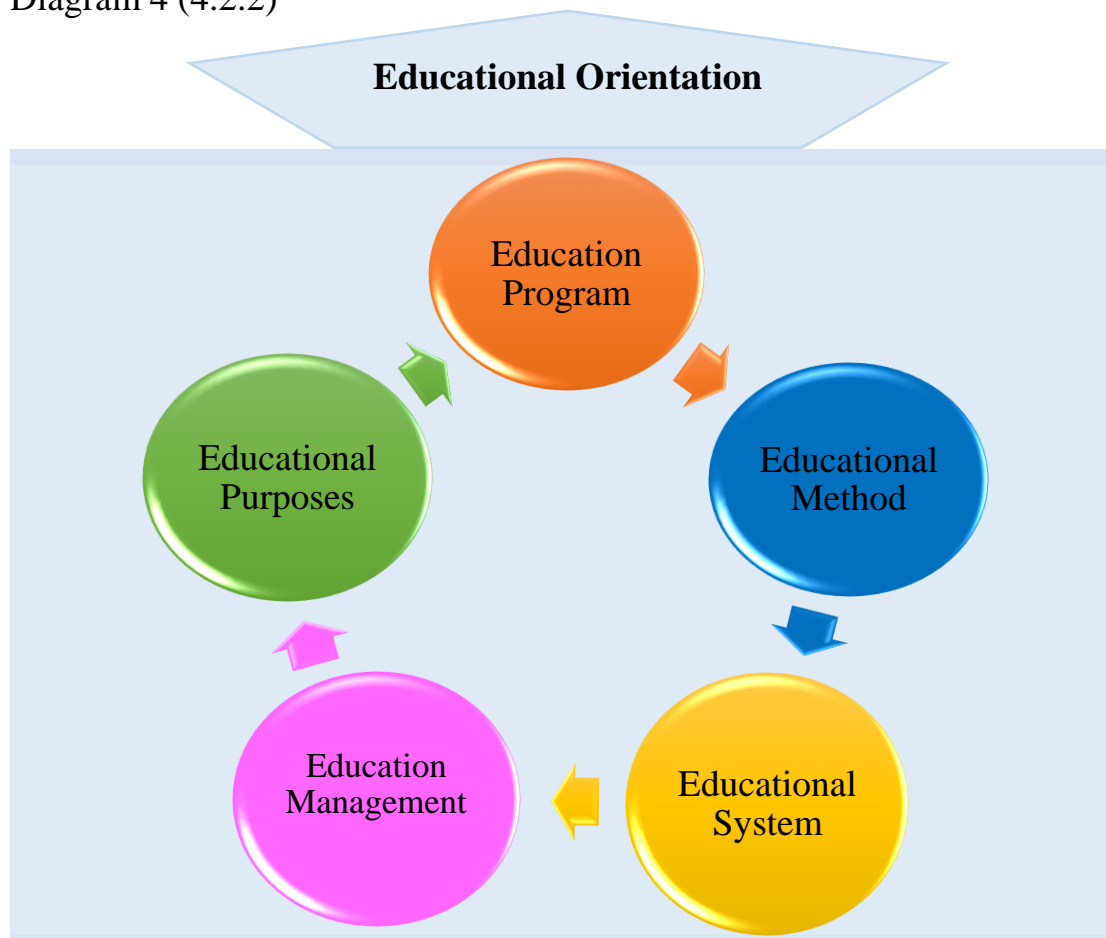 Diagram 4 (4.2.2)
Educational Orientation
Education
Program
Educational
Method
Educational
System
Education
Management
Educational
Purposes